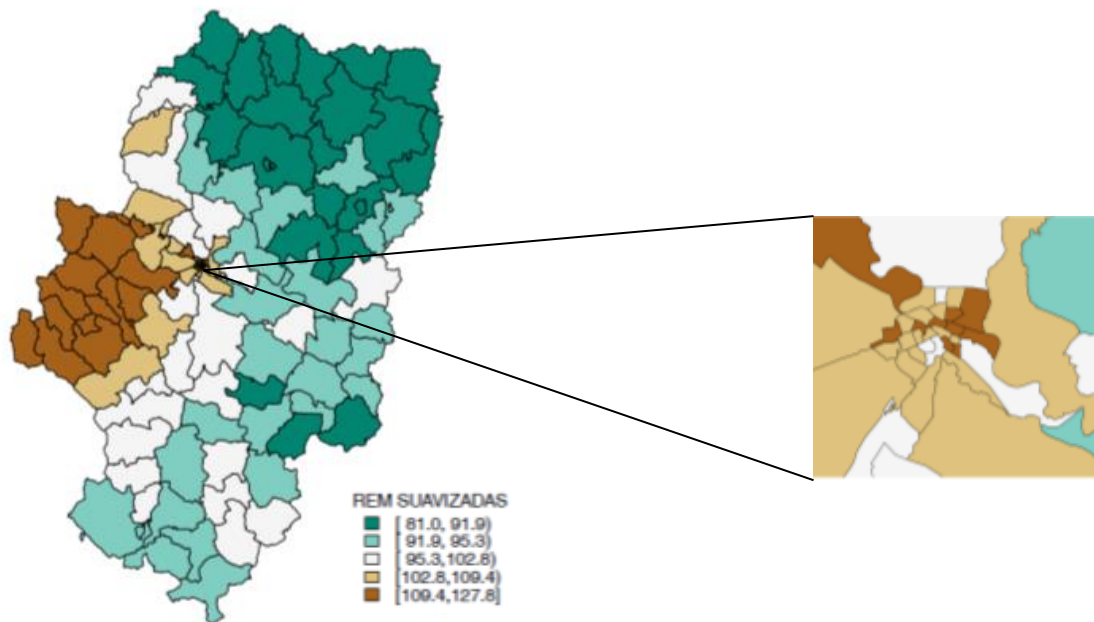 REM SUAVIZADAS
[ 81.0, 91.9)
[ 91.9, 95.3)
[ 95.3,102.8)
[102.8,109.4)
[109.4,127.8]